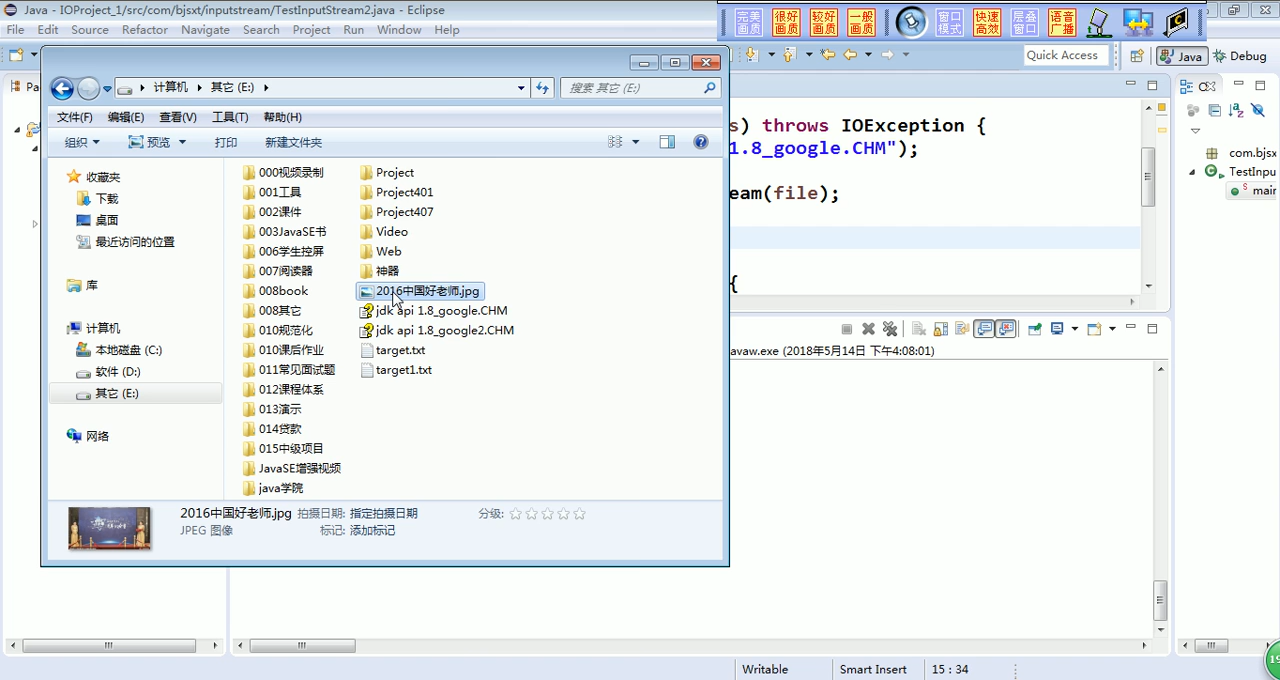 Java - IOProject_1/src/com/bjsxt/inputstream/TestInputStream2.java - Eclipse
File Edit Source Refactor Navigate Search Project Run Window Help
完美画质 很好画质 较好画质 一般画质 窗口模式 快速高效 层叠窗口 语音广播
Quick Access Java Debug
计算机 其它 (E:) 搜索 其它 (E:)
文件(F) 编辑(E) 查看(V) 工具(T) 帮助(H)
组织 预览 打印 新建文件夹
收藏夹
下载
桌面
最近访问的位置
库
计算机
本地磁盘 (C:)
软件 (D:)
其它 (E:)
网络
000视频录制
001工具
002课件
003JavaSE书
006学生控屏
007阅读器
008book
008其它
010规范化
010课后作业
011常见面试题
012课程体系
013演示
014贷款
015中级项目
JavaSE增强视频
java学院
Project
Project401
Project407
Video
Web
神器
2016中国好老师.jpg
jdk api 1.8_google.CHM
jdk api 1.8_google2.CHM
target.txt
target1.txt
2016中国好老师.jpg 拍摄日期: 指定拍摄日期 分级:
JPEG 图像 标记: 添加标记
Pa
s) throws IOException {
1.8_google.CHM");
eam(file);
{
com.bjsx
TestInpu
main
avaw.exe (2018年5月14日 下午4:08:01)
Writable Smart Insert 15 : 34
19